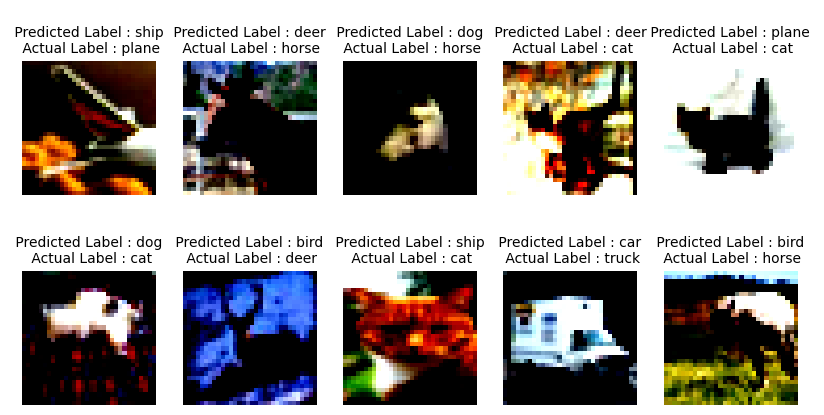 Predicted Label : ship
Actual Label : plane
Predicted Label : deer
Actual Label : horse
Predicted Label : dog
Actual Label : horse
Predicted Label : deer
Actual Label : cat
Predicted Label : plane
Actual Label : cat
Predicted Label : dog
Actual Label : cat
Predicted Label : bird
Actual Label : deer
Predicted Label : ship
Actual Label : cat
Predicted Label : car
Actual Label : truck
Predicted Label : bird
Actual Label : horse